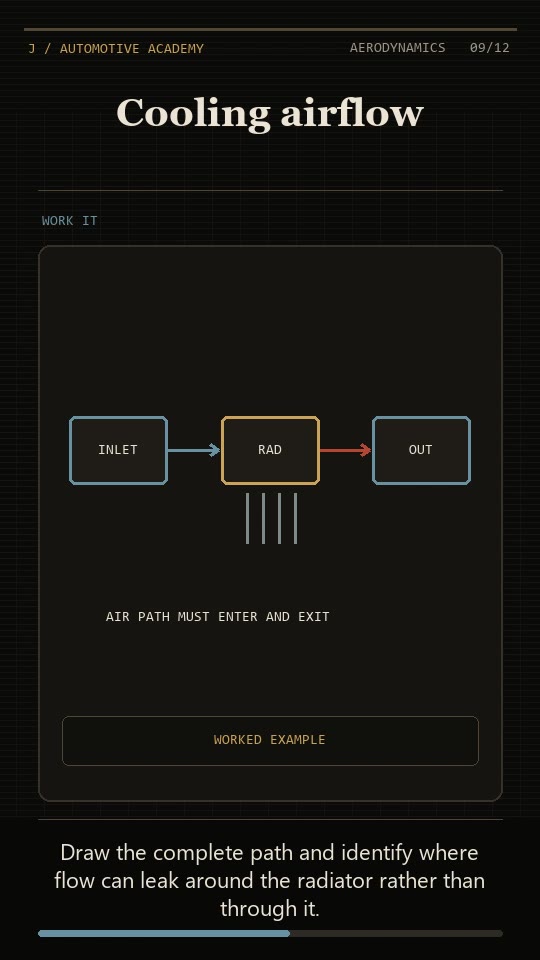 J / AUTOMOTIVE ACADEMY
AERODYNAMICS 09/12
Cooling airflow
WORK IT
INLET
RAD
OUT
AIR PATH MUST ENTER AND EXIT
WORKED EXAMPLE
Draw the complete path and identify where
flow can leak around the radiator rather than
through it.